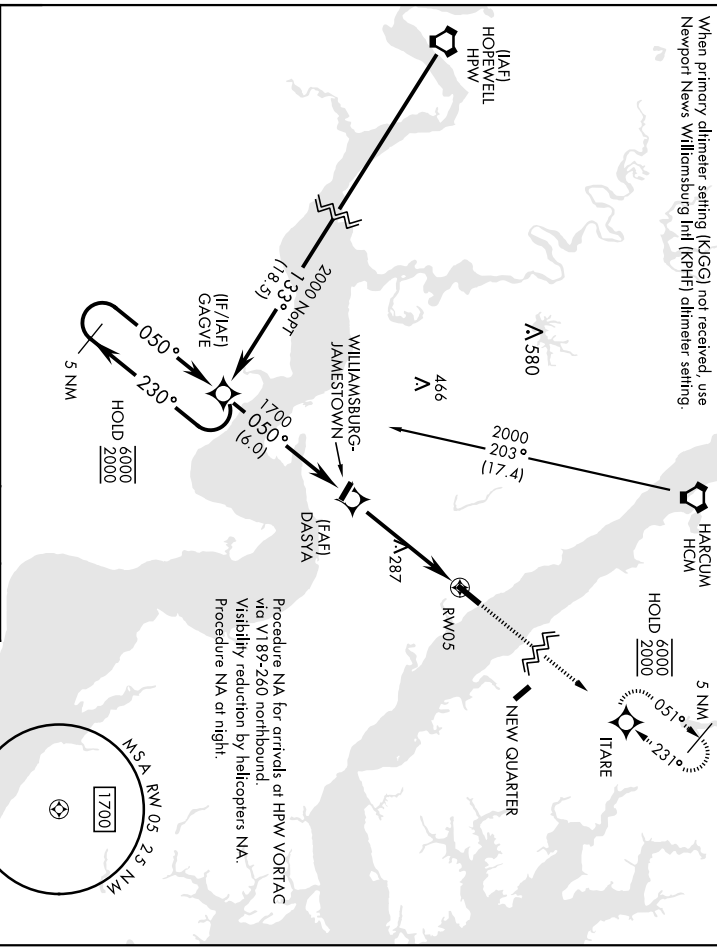 When primary altimeter setting (KJGG) not received, use
Newport News Williamsburg Intl (KPHF) altimeter setting.
(IAF)
HOPEWELL
HPW
HARCUM
HCM
2000
203°
(17.4)
580
466
HOLD 6000
2000
5 NM
051°
231°
ITARE
2000 NoPT
133°
(18.5)
(IF/IAF)
GAGVE
WILLIAMSBURG-
JAMESTOWN
NEW QUARTER
RW05
287
1700
050°
(6.0)
(FAF)
DASYA
050°
230°
5 NM
HOLD 6000
2000
Procedure NA for arrivals at HPW VORTAC
via V189-260 northbound.
Visibility reduction by helicopters NA.
Procedure NA at night.
MSA RW 05 25 NM
1700